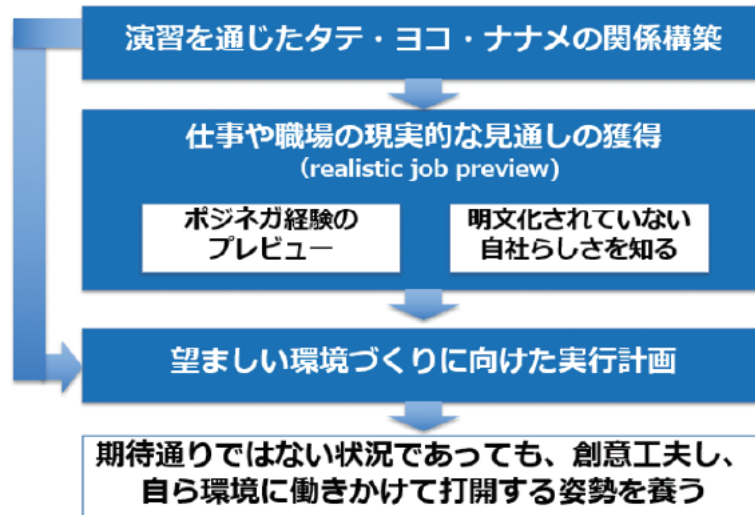 演習を通じたタテ・ヨコ・ナナメの関係構築
仕事や職場の現実的な見通しの獲得
（realistic job preview）
ポジネガ経験の
プレビュー
明文化されていない
自社らしさを知る
望ましい環境づくりに向けた実行計画
期待通りではない状況であっても、創意工夫し、
自ら環境に働きかけて打開する姿勢を養う